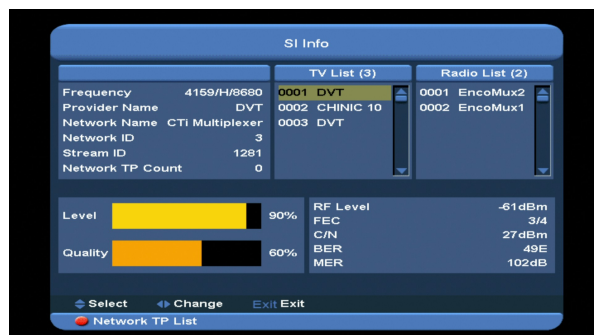 SI Info
TV List (3)
Radio List (2)
Frequency 4159/H/8680
Provider Name DVT
Network Name CTi Multiplexer
Network ID 3
Stream ID 1281
Network TP Count 0
0001 DVT
0002 CHINIC 10
0003 DVT
0001 EncoMux2
0002 EncoMux1
Level 90%
Quality 60%
RF Level -61dBm
FEC 3/4
C/N 27dBm
BER 49E
MER 102dB
Select Change Exit Exit
Network TP List